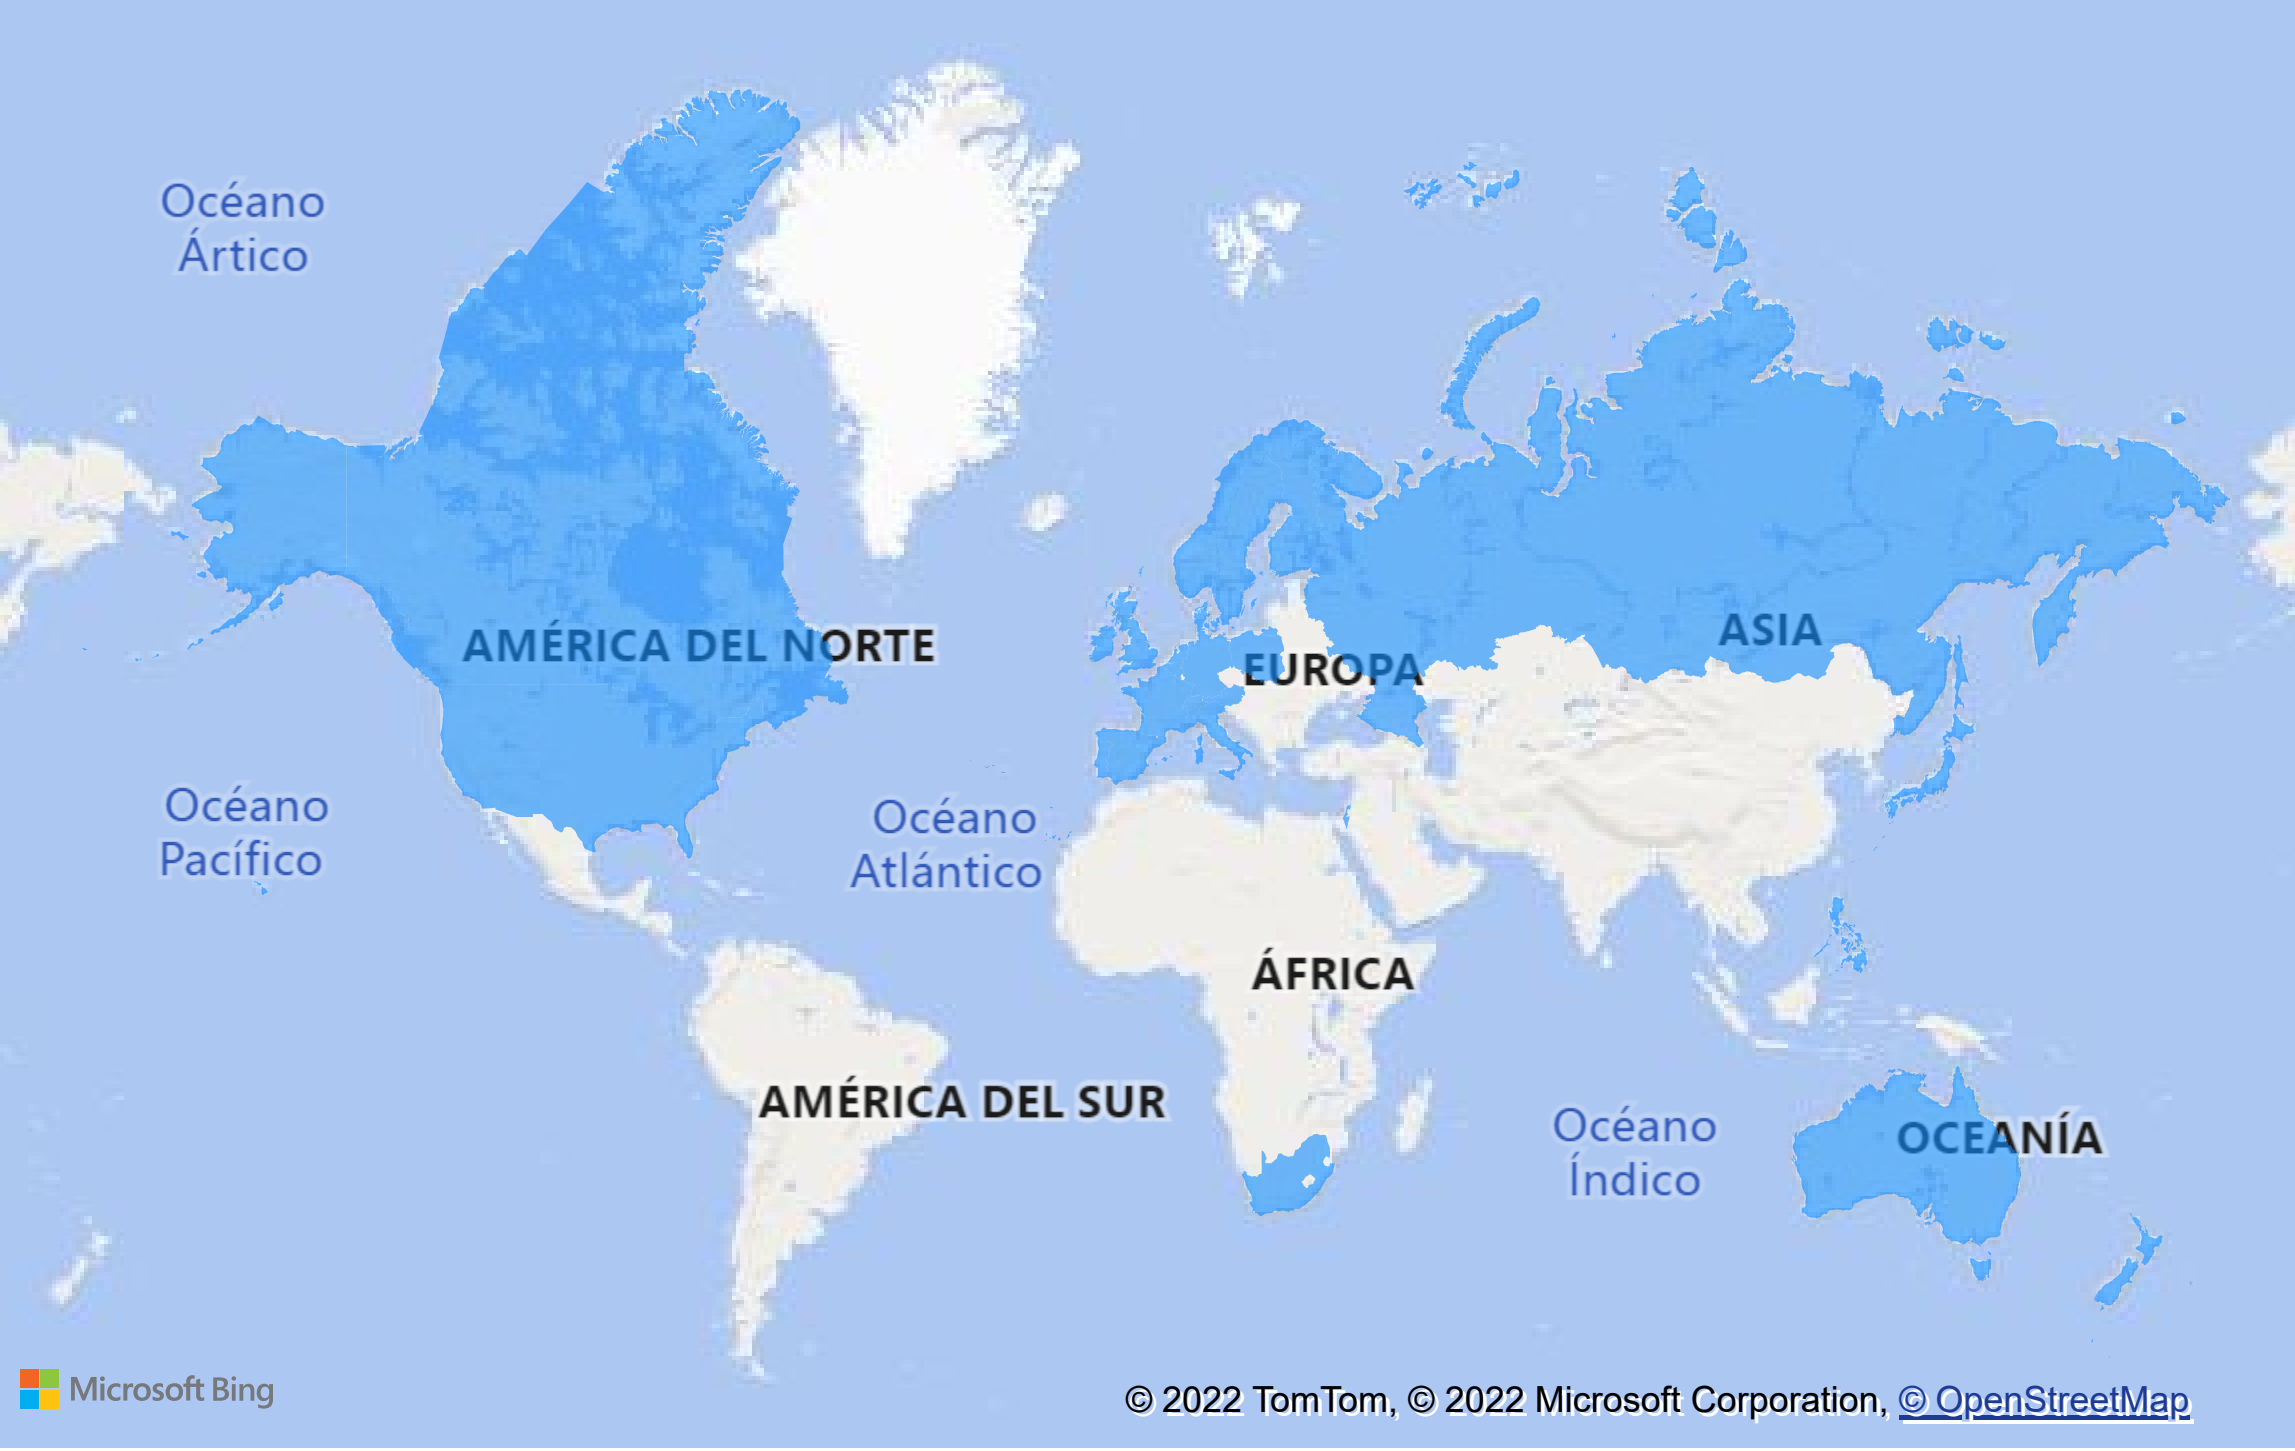 Océano
Ártico
AMÉRICA DEL NORTE
EUROPA
ASIA
Océano
Pacífico
Océano
Atlántico
ÁFRICA
AMÉRICA DEL SUR
Océano
Índico
OCEANÍA
Microsoft Bing
© 2022 TomTom, © 2022 Microsoft Corporation, © OpenStreetMap